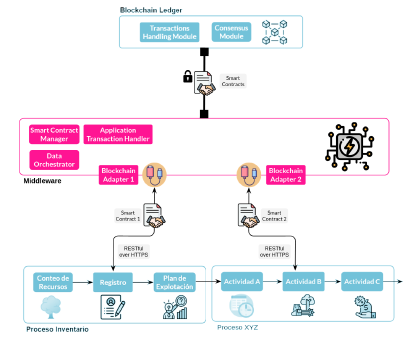 Blockchain Ledger
Transactions
Handling Module
Consensus
Module
Smart
Contracts
Smart Contract
Manager
Application
Transaction Handler
Data
Orchestrator
Blockchain
Adapter 1
Blockchain
Adapter 2
Middleware
Smart
Contract 1
Smart
Contract 2
RESTful
over HTTPS
RESTful
over HTTPS
Conteo de
Recursos
Registro
Plan de
Explotación
Actividad A
Actividad B
Actividad C
Proceso Inventario
Proceso XYZ